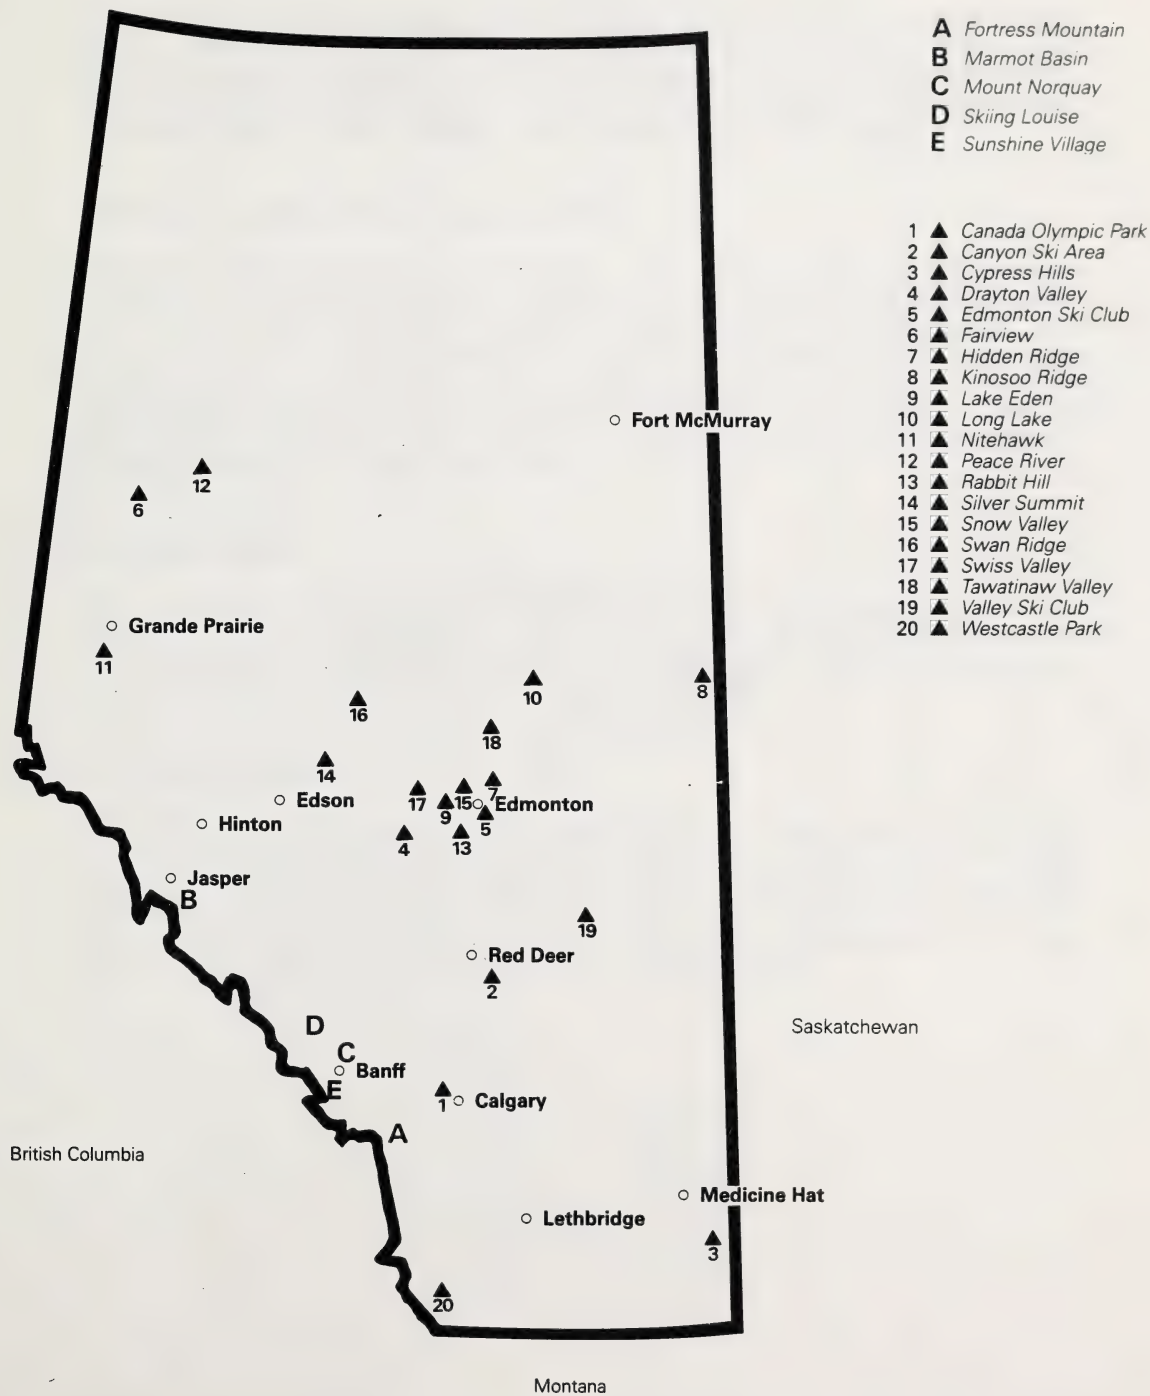 A Fortress Mountain
B Marmot Basin
C Mount Norquay
D Skiing Louise
E Sunshine Village
1 ▲ Canada Olympic Park
2 ▲ Canyon Ski Area
3 ▲ Cypress Hills
4 ▲ Drayton Valley
5 ▲ Edmonton Ski Club
6 ▲ Fairview
7 ▲ Hidden Ridge
8 ▲ Kinosoo Ridge
9 ▲ Lake Eden
10 ▲ Long Lake
11 ▲ Nitehawk
12 ▲ Peace River
13 ▲ Rabbit Hill
14 ▲ Silver Summit
15 ▲ Snow Valley
16 ▲ Swan Ridge
17 ▲ Swiss Valley
18 ▲ Tawatinaw Valley
19 ▲ Valley Ski Club
20 ▲ Westcastle Park
Fort McMurray
12
6
Grande Prairie
11
8
10
16
18
14
7
17
15
Edmonton
Edson
9
5
Hinton
4
13
Jasper
B
19
Red Deer
2
D
Saskatchewan
C
Banff
E
1
Calgary
A
British Columbia
Medicine Hat
Lethbridge
3
20
Montana